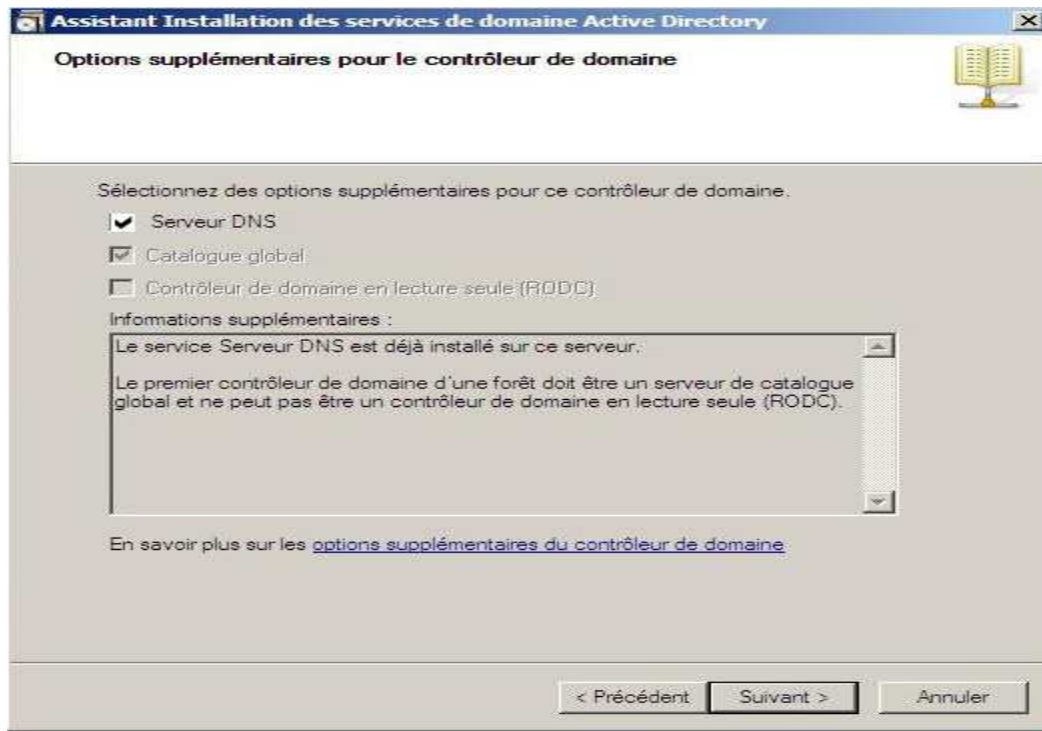 Assistant Installation des services de domaine Active Directory
Options supplémentaires pour le contrôleur de domaine
Sélectionnez des options supplémentaires pour ce contrôleur de domaine.
Serveur DNS
Catalogue global
Contrôleur de domaine en lecture seule (RODC)
Informations supplémentaires :
Le service Serveur DNS est déjà installé sur ce serveur.
Le premier contrôleur de domaine d'une forêt doit être un serveur de catalogue
global et ne peut pas être un contrôleur de domaine en lecture seule (RODC).
En savoir plus sur les options supplémentaires du contrôleur de domaine
< Précédent Suivant > Annuler